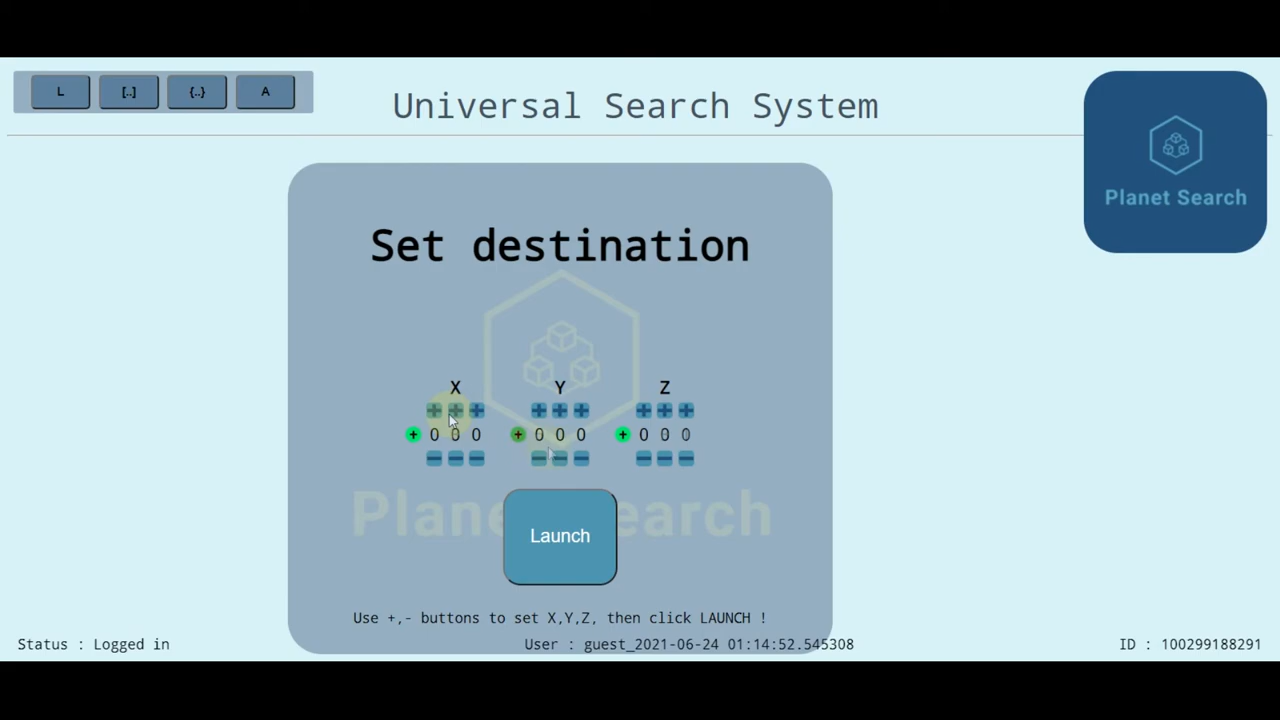 L [..] {..} A
Universal Search System
Planet Search
Set destination
X Y Z
+ + + + + + + + +
+ 0 0 0 + 0 0 0 + 0 0 0
− − − − − − − − −
Planet Search
Launch
Use +,- buttons to set X,Y,Z, then click LAUNCH !
Status : Logged in User : guest_2021-06-24 01:14:52.545308 ID : 100299188291